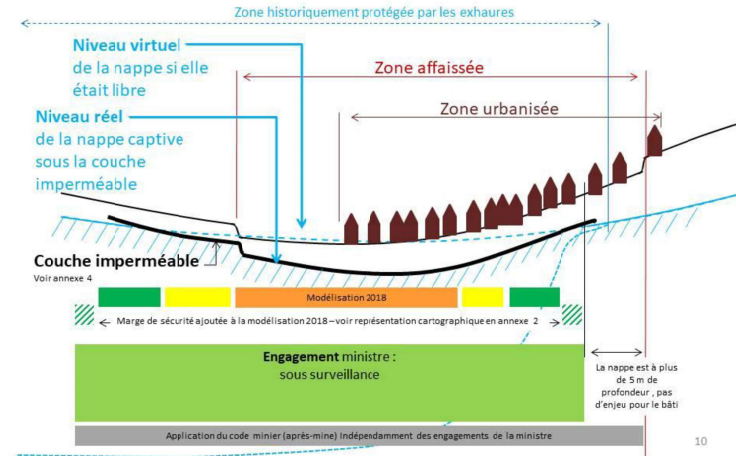 Zone historiquement protégée par les exhaures
Niveau virtuel
de la nappe si elle
était libre
Zone affaissée
Zone urbanisée
Niveau réel
de la nappe captive
sous la couche
imperméable
Couche imperméable
Voir annexe 4
Modélisation 2018
Marge de sécurité ajoutée à la modélisation 2018 – voir représentation cartographique en annexe 2
Engagement ministre :
sous surveillance
La nappe est à plus
de 5 m de
profondeur , pas
d'enjeu pour le bâti
Application du code minier (après-mine) Indépendamment des engagements de la ministre
10